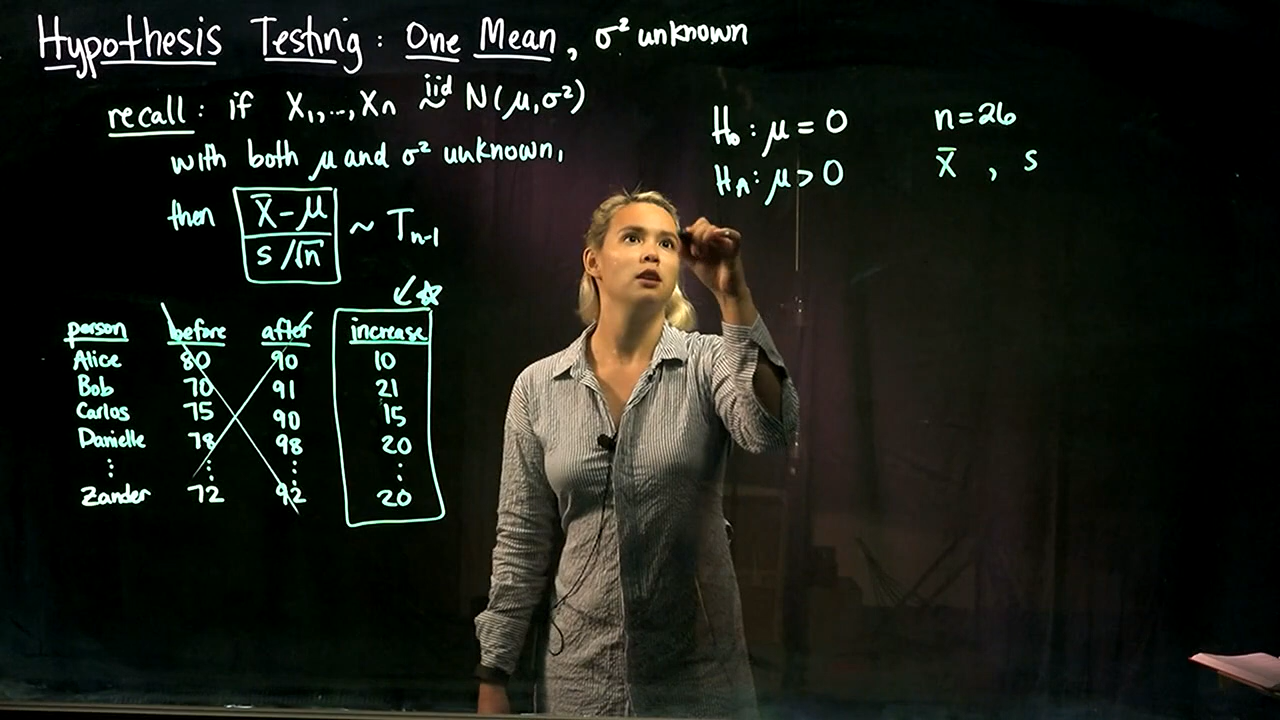 Hypothesis Testing: One Mean, σ² unknown
recall: if X₁,...,Xn iid ~ N(μ,σ²)
with both μ and σ² unknown,
then X̄-μ / s/√n ~ Tn-1
person before after increase
Alice 80 90 10
Bob 70 91 21
Carlos 75 90 15
Danielle 78 98 20
⋮ ⋮ ⋮ ⋮
Zander 72 92 20
H₀: μ = 0
HA: μ > 0
n=26
X̄ , s